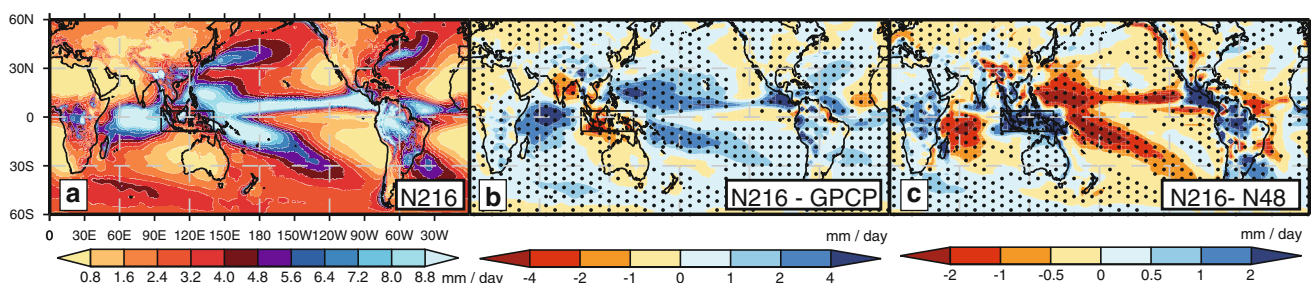 60N
30N
0
30S
60S
a
N216
b
N216 - GPCP
c
N216- N48
0 30E 60E 90E 120E 150E 180 150W 120W 90W 60W 30W
mm / day
mm / day
0.8 1.6 2.4 3.2 4.0 4.8 5.6 6.4 7.2 8.0 8.8 mm / day
-4 -2 -1 0 1 2 4
-2 -1 -0.5 0 0.5 1 2